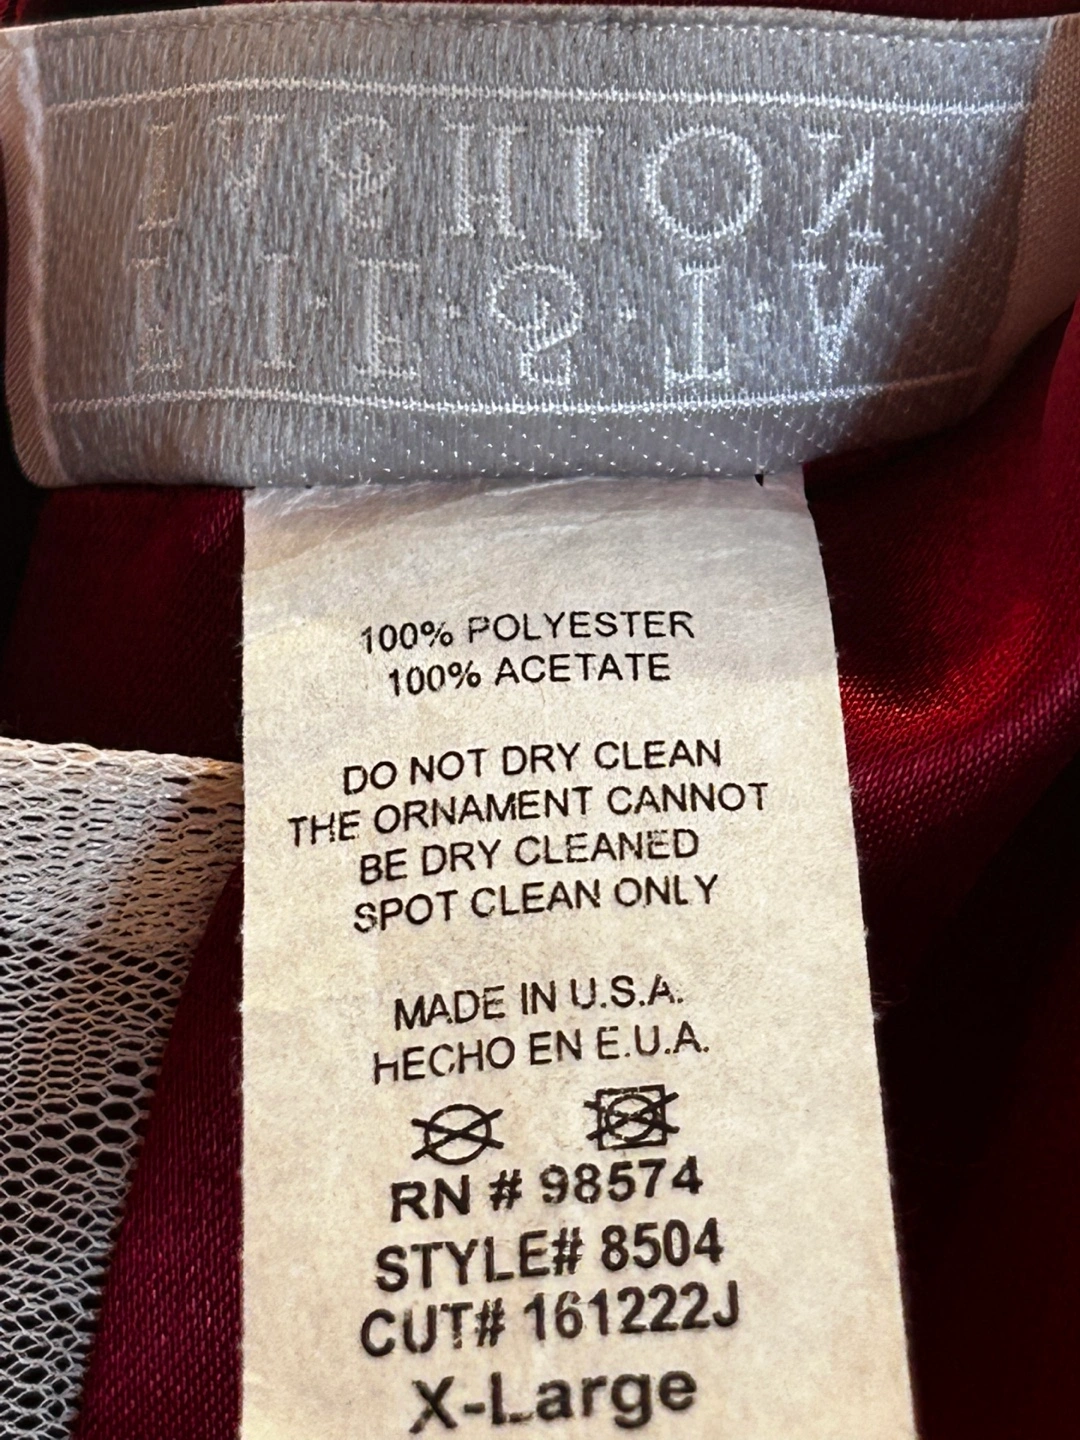 F·I·E·S·T·A
FASHION
100% POLYESTER
100% ACETATE
DO NOT DRY CLEAN
THE ORNAMENT CANNOT
BE DRY CLEANED
SPOT CLEAN ONLY
MADE IN U.S.A.
HECHO EN E.U.A.
RN # 98574
STYLE# 8504
CUT# 161222J
X-Large